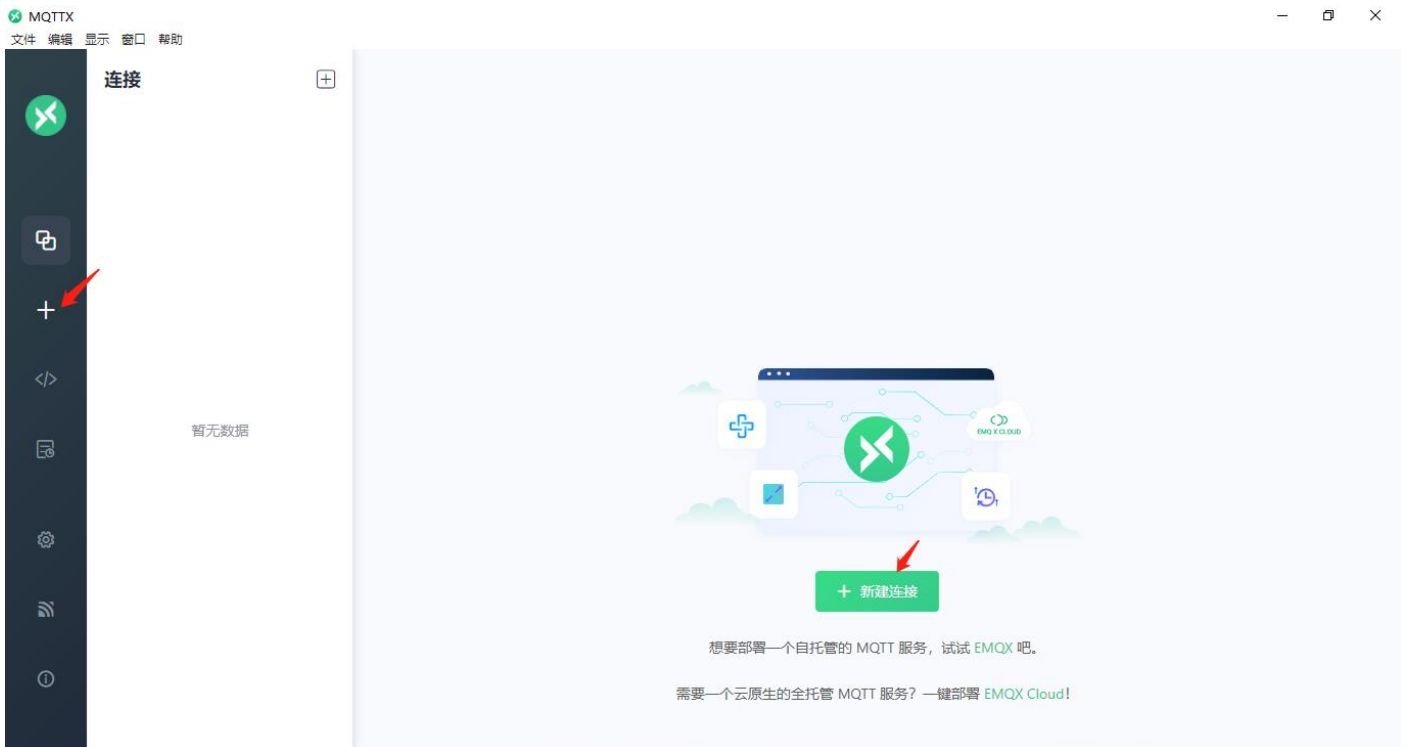 MQTTX
文件 编辑 显示 窗口 帮助
连接
暂无数据
EMQ X CLOUD
新建连接
想要部署一个自托管的 MQTT 服务，试试 EMQX 吧。
需要一个云原生的全托管 MQTT 服务？一键部署 EMQX Cloud！